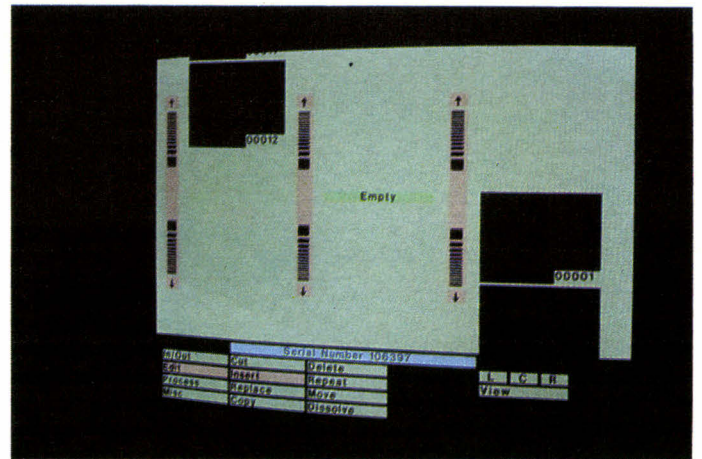 00012
Empty
00001
Serial Number 106397
In/Out Cut Delete
Edit Insert Repeat
Process Replace Move
Misc Copy Dissolve
L C R
View